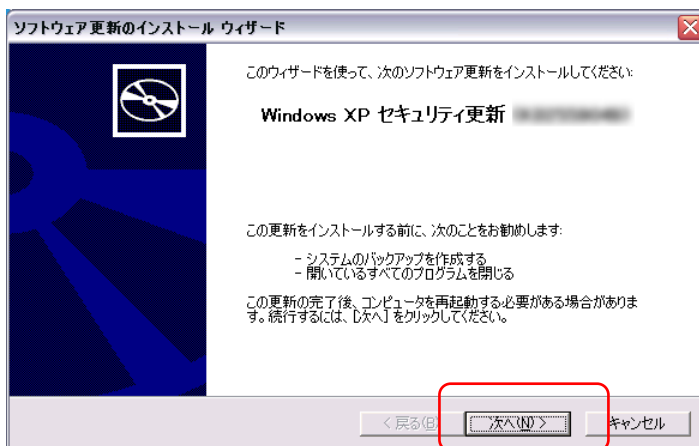 ソフトウェア更新のインストール ウィザード
このウィザードを使って、次のソフトウェア更新をインストールしてください:
Windows XP セキュリティ更新
この更新をインストールする前に、次のことをお勧めします:
- システムのバックアップを作成する
- 開いているすべてのプログラムを閉じる
この更新の完了後、コンピュータを再起動する必要がある場合がありま
す。続行するには、[次へ] をクリックしてください。
< 戻る(B)
次へ(N) >
キャンセル